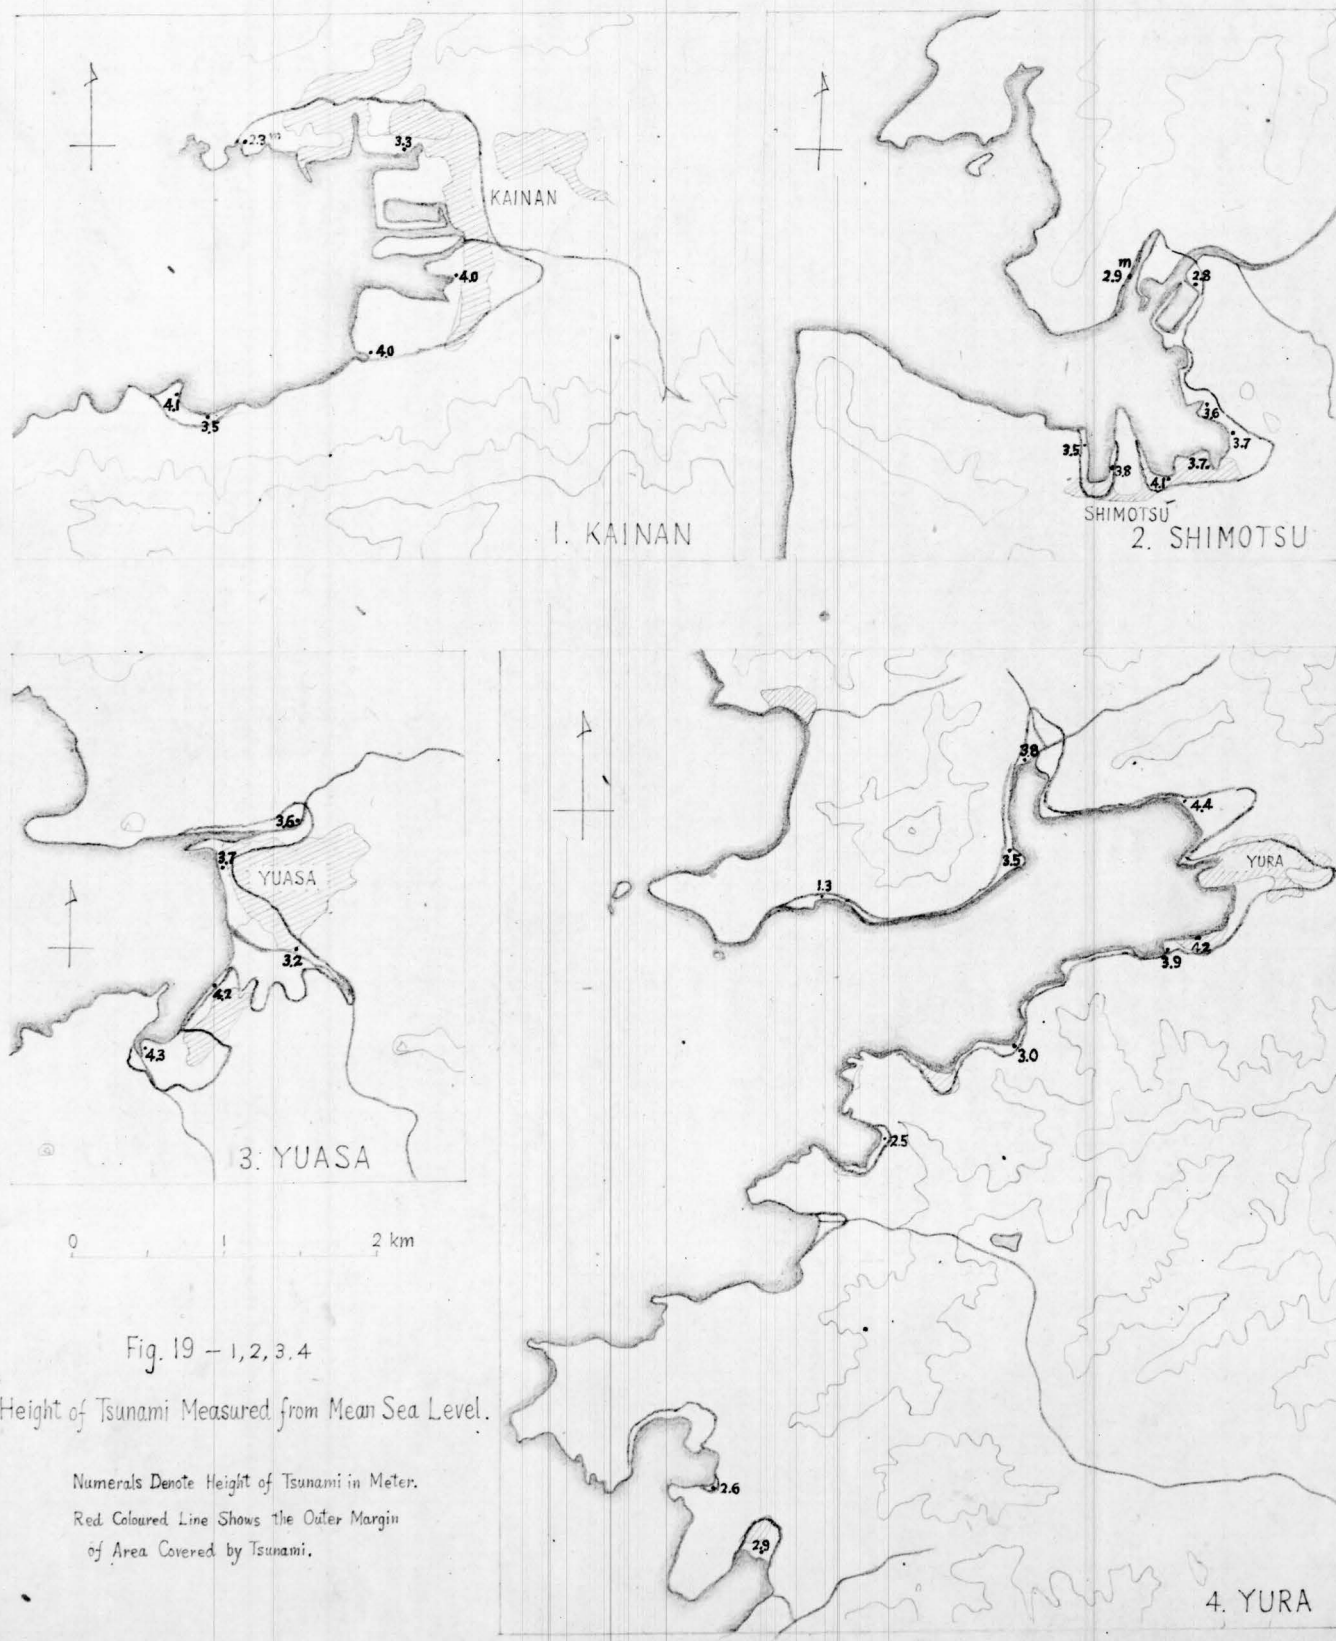 2.3 m
3.3
KAINAN
4.0
4.0
4.1
3.5
1. KAINAN
m
2.9
2.8
3.6
3.7
3.5
3.8
3.7
4.1
SHIMOTSU
2. SHIMOTSU
3.6
3.7
YUASA
3.2
4.2
4.3
3. YUASA
3.8
4.4
3.5
YURA
1.3
4.2
3.9
3.0
2.5
2.6
2.9
4. YURA
0 1 2 km
Fig. 19 – 1, 2, 3. 4
Height of Tsunami Measured from Mean Sea Level.
Numerals Denote Height of Tsunami in Meter.
Red Coloured Line Shows the Outer Margin
of Area Covered by Tsunami.